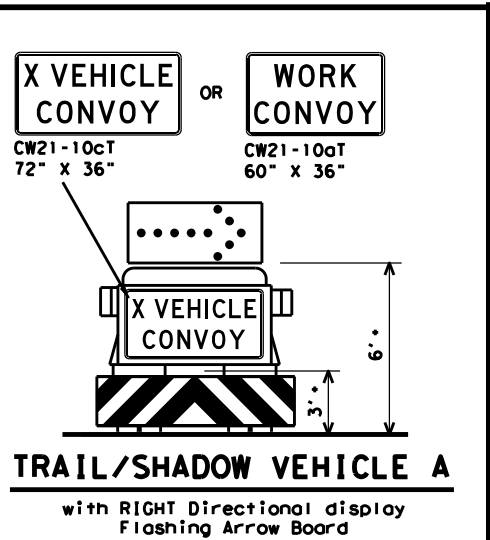 X VEHICLE
CONVOY
OR
WORK
CONVOY
CW21-10cT
72" X 36"
CW21-10aT
60" X 36"
X VEHICLE
CONVOY
6'+
3'+
TRAIL/SHADOW VEHICLE A
with RIGHT Directional display
Flashing Arrow Board